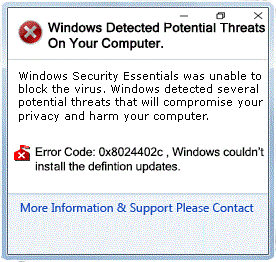 Windows Detected Potential Threats
On Your Computer.
Windows Security Essentials was unable to
block the virus. Windows detected several
potential threats that will compromise your
privacy and harm your computer.
Error Code: 0x8024402c , Windows couldn't
install the defintion updates.
More Information & Support Please Contact